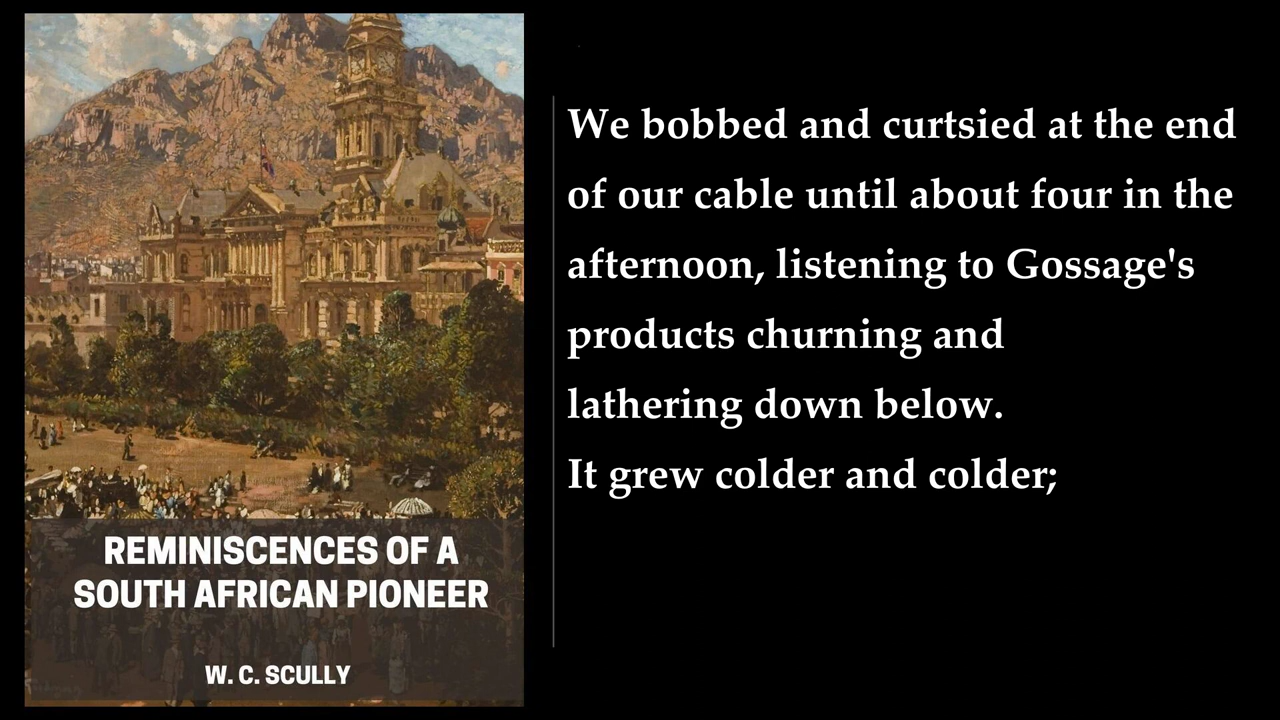 REMINISCENCES OF A
SOUTH AFRICAN PIONEER
W. C. SCULLY
We bobbed and curtsied at the end
of our cable until about four in the
afternoon, listening to Gossage's
products churning and
lathering down below.
It grew colder and colder;